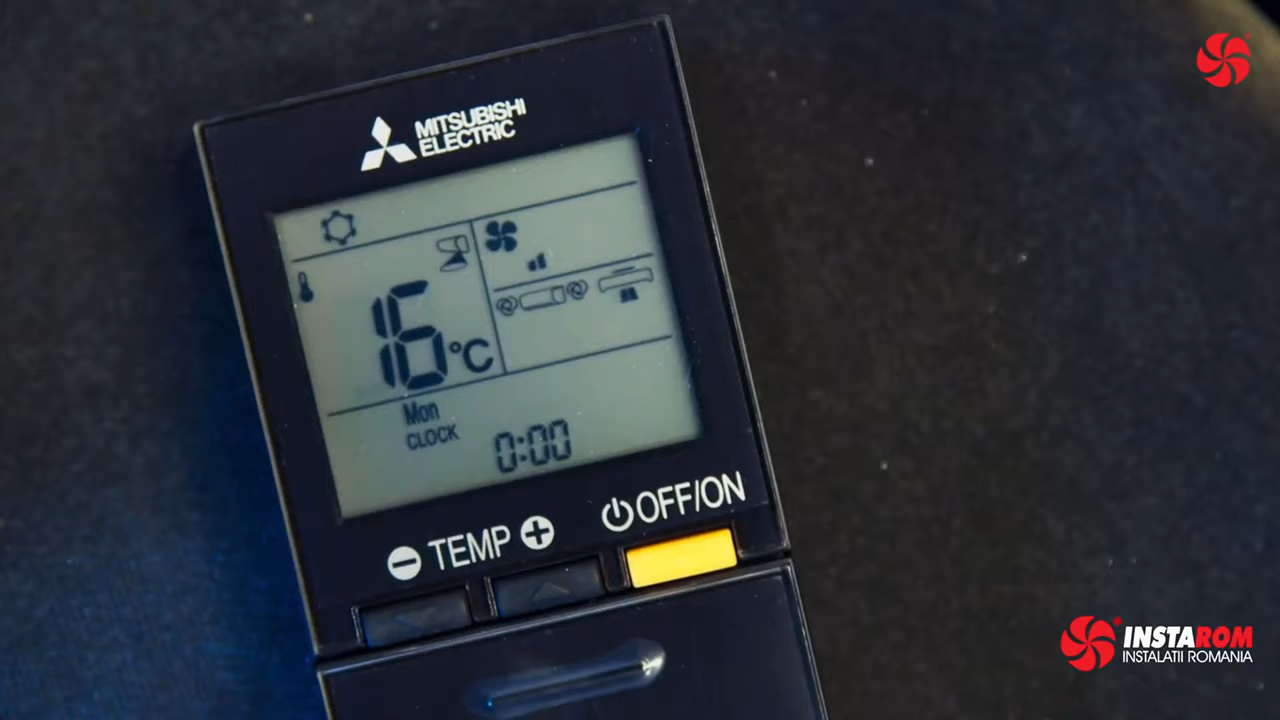 MITSUBISHI
ELECTRIC
16°C
Mon
CLOCK
0:00
TEMP
OFF/ON
INSTAROM
INSTALATII ROMANIA